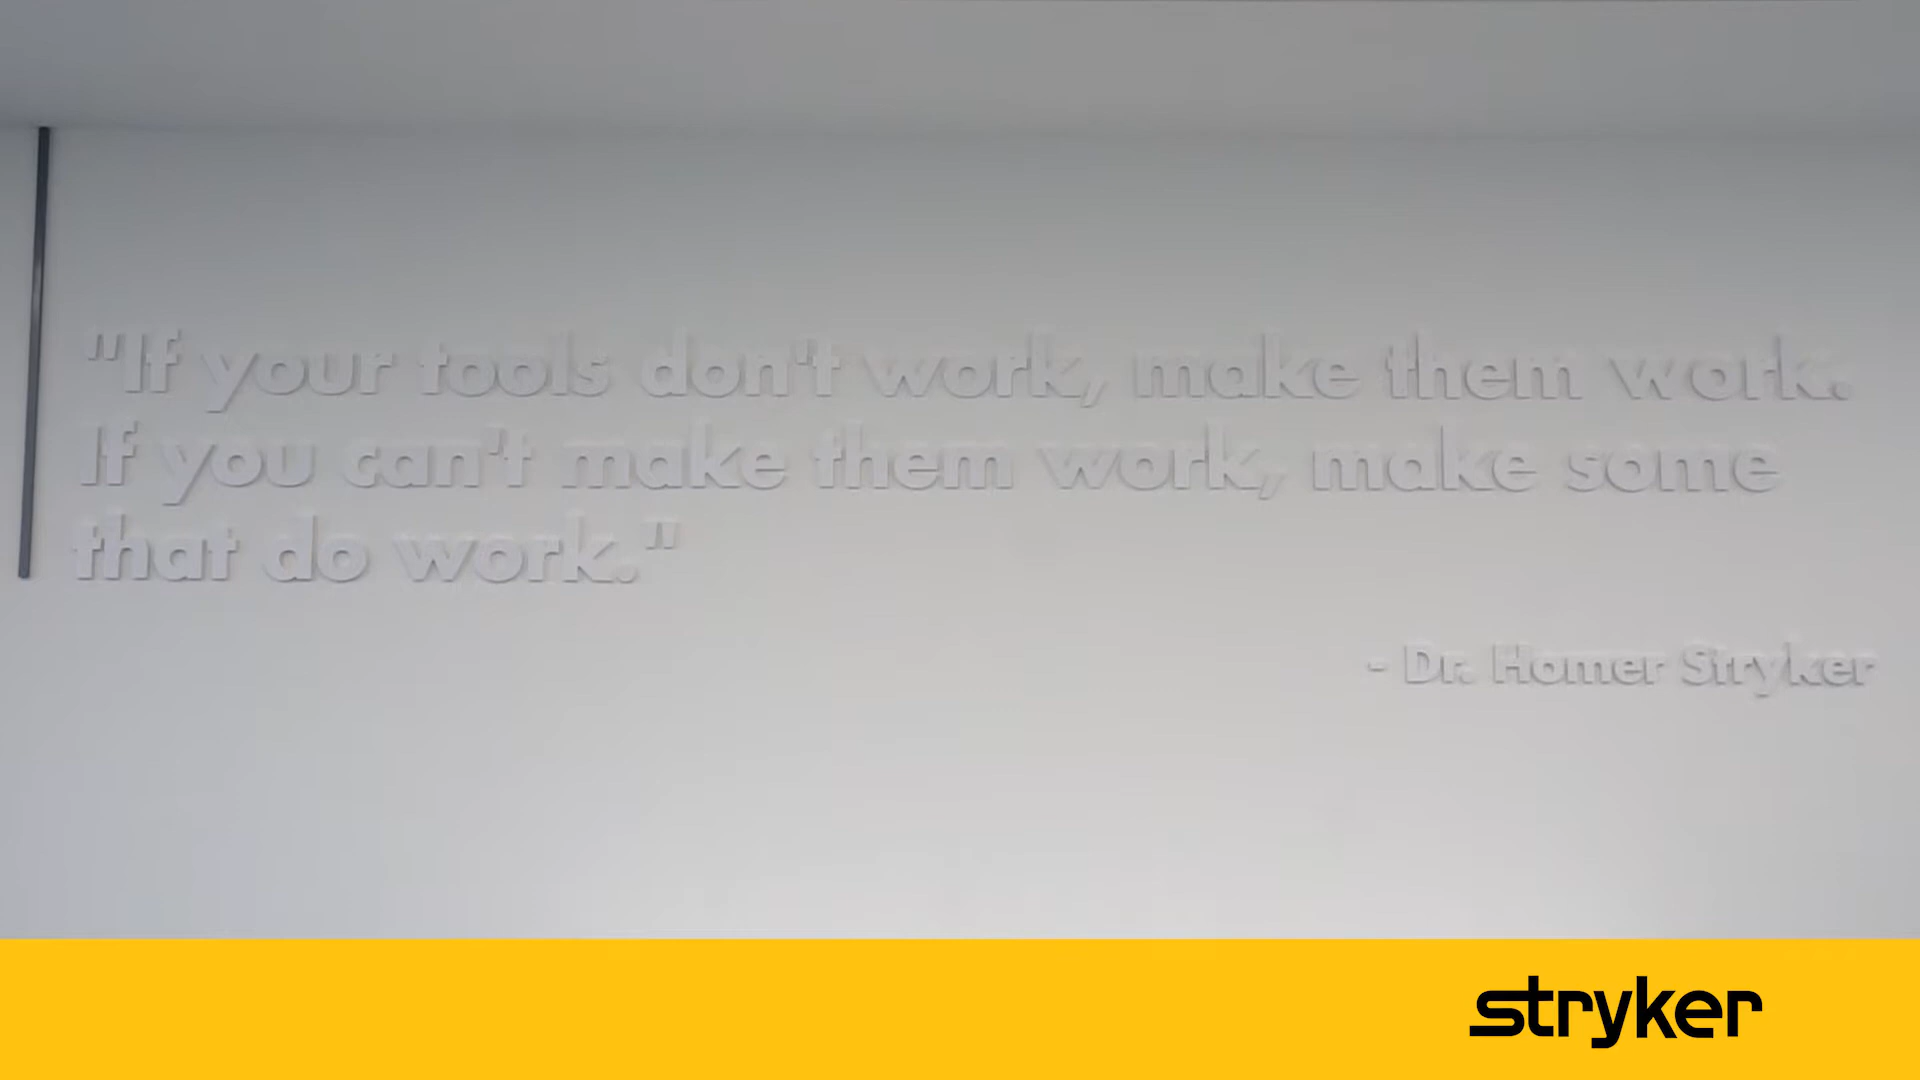 "If your tools don't work, make them work.
If you can't make them work, make some
that do work."
- Dr. Homer Stryker
stryker